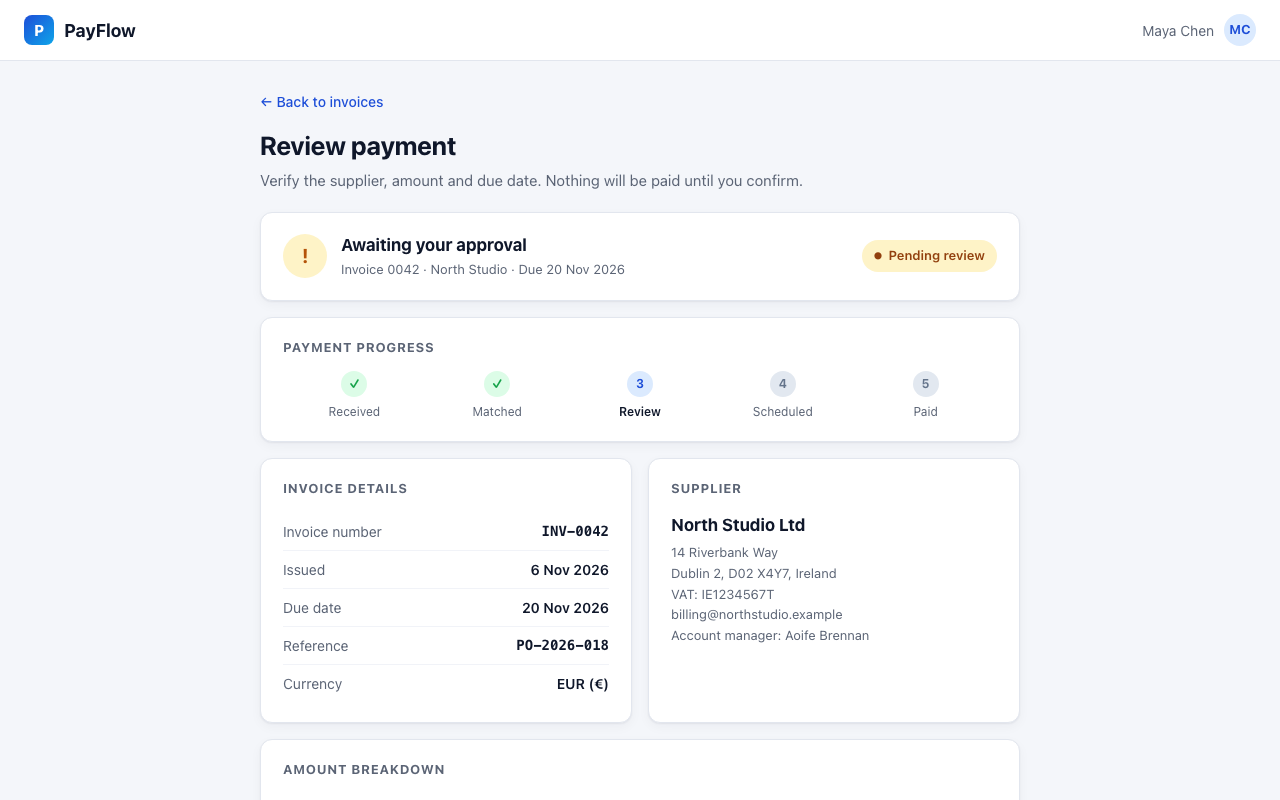 P PayFlow
Maya Chen MC
← Back to invoices
Review payment
Verify the supplier, amount and due date. Nothing will be paid until you confirm.
!
Awaiting your approval
Invoice 0042 · North Studio · Due 20 Nov 2026
● Pending review
PAYMENT PROGRESS
✓ ✓ 3 4 5
Received Matched Review Scheduled Paid
INVOICE DETAILS
Invoice number INV-0042
Issued 6 Nov 2026
Due date 20 Nov 2026
Reference PO-2026-018
Currency EUR (€)
SUPPLIER
North Studio Ltd
14 Riverbank Way
Dublin 2, D02 X4Y7, Ireland
VAT: IE1234567T
billing@northstudio.example
Account manager: Aoife Brennan
AMOUNT BREAKDOWN